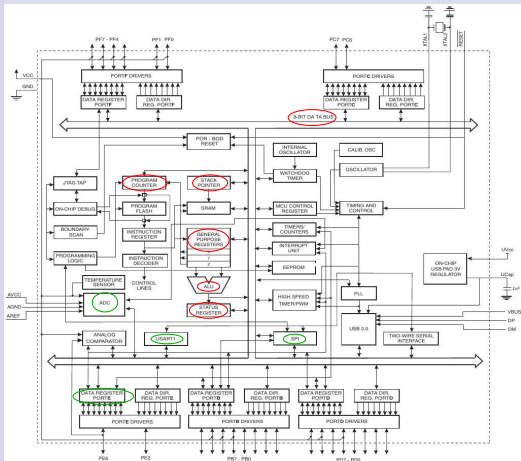 XTAL1
XTAL2
RESET
PF7 - PF4
PF1
PF0
PC7
PC6
VCC
GND
PORTF DRIVERS
PORTC DRIVERS
DATA REGISTER
PORTF
DATA DIR.
REG. PORTF
DATA REGISTER
PORTC
DATA DIR.
REG. PORTC
8-BIT DA TA BUS
POR - BOD
RESET
INTERNAL
OSCILLATOR
CALIB. OSC
WATCHDOG
TIMER
OSCILLATOR
JTAG TAP
PROGRAM
COUNTER
STACK
POINTER
ON-CHIP DEBUG
PROGRAM
FLASH
SRAM
MCU CONTROL
REGISTER
TIMING AND
CONTROL
BOUNDARY-
SCAN
INSTRUCTION
REGISTER
GENERAL
PURPOSE
REGISTERS
TIMERS/
COUNTERS
INTERRUPT
UNIT
PROGRAMMING
LOGIC
INSTRUCTION
DECODER
X
Y
Z
EEPROM
ON-CHIP
USB PAD 3V
REGULATOR
UVcc
UCap
1uF
TEMPERATURE
SENSOR
CONTROL
LINES
ALU
PLL
HIGH SPEED
TIMER/PWM
AVCC
AGND
AREF
ADC
STATUS
REGISTER
VBUS
DP
DM
USB 2.0
TWO-WIRE SERIAL
INTERFACE
ANALOG
COMPARATOR
USART1
SPI
DATA REGISTER
PORTE
DATA DIR.
REG. PORTE
DATA REGISTER
PORTB
DATA DIR.
REG. PORTB
DATA REGISTER
PORTD
DATA DIR.
REG. PORTD
PORTE DRIVERS
PORTB DRIVERS
PORTD DRIVERS
PE6
PE2
PB7 - PB0
PD7 - PD0